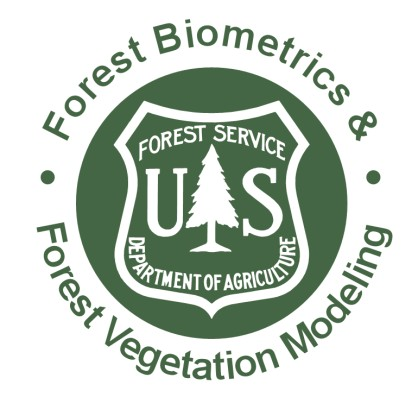 Forest Biometrics &
FOREST SERVICE
U S
DEPARTMENT OF AGRICULTURE
Forest Vegetation Modeling